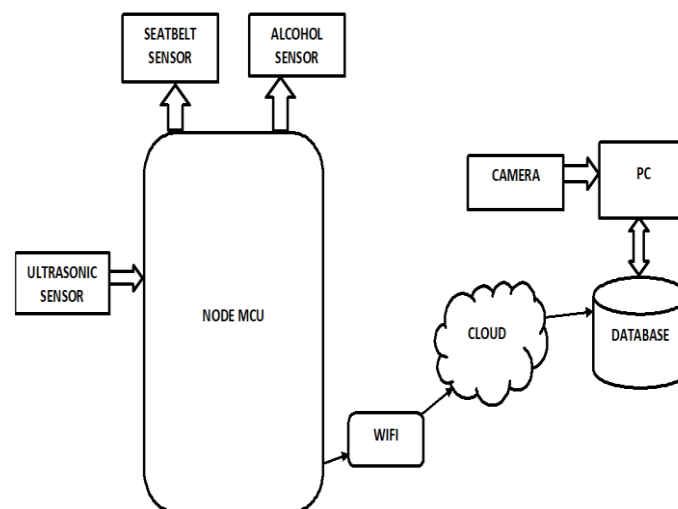 SEATBELT
SENSOR
ALCOHOL
SENSOR
CAMERA
PC
ULTRASONIC
SENSOR
NODE MCU
CLOUD
DATABASE
WIFI